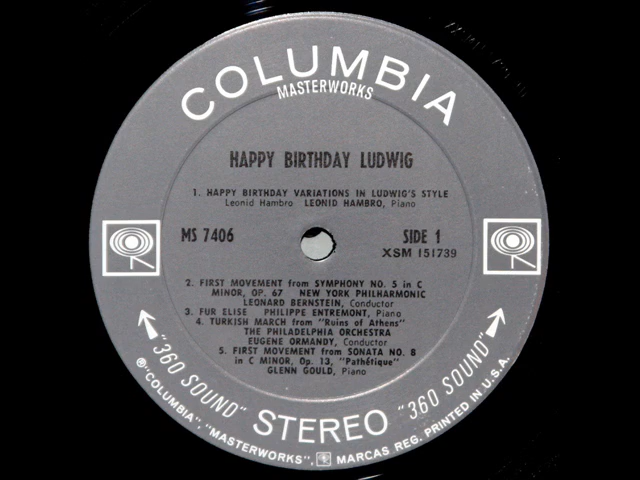 COLUMBIA
MASTERWORKS
HAPPY BIRTHDAY LUDWIG
1. HAPPY BIRTHDAY VARIATIONS IN LUDWIG'S STYLE
Leonid Hambro LEONID HAMBRO, Piano
MS 7406 SIDE 1
XSM 151739
2. FIRST MOVEMENT from SYMPHONY NO. 5 in C
MINOR, OP. 67 NEW YORK PHILHARMONIC
LEONARD BERNSTEIN, Conductor
3. FUR ELISE PHILIPPE ENTREMONT, Piano
4. TURKISH MARCH from "Ruins of Athens"
THE PHILADELPHIA ORCHESTRA
EUGENE ORMANDY, Conductor
5. FIRST MOVEMENT from SONATA NO. 8
in C MINOR, Op. 13, "Pathétique"
GLENN GOULD, Piano
"360 SOUND" STEREO "360 SOUND"
®"COLUMBIA", "MASTERWORKS", MARCAS REG. PRINTED IN U.S.A.